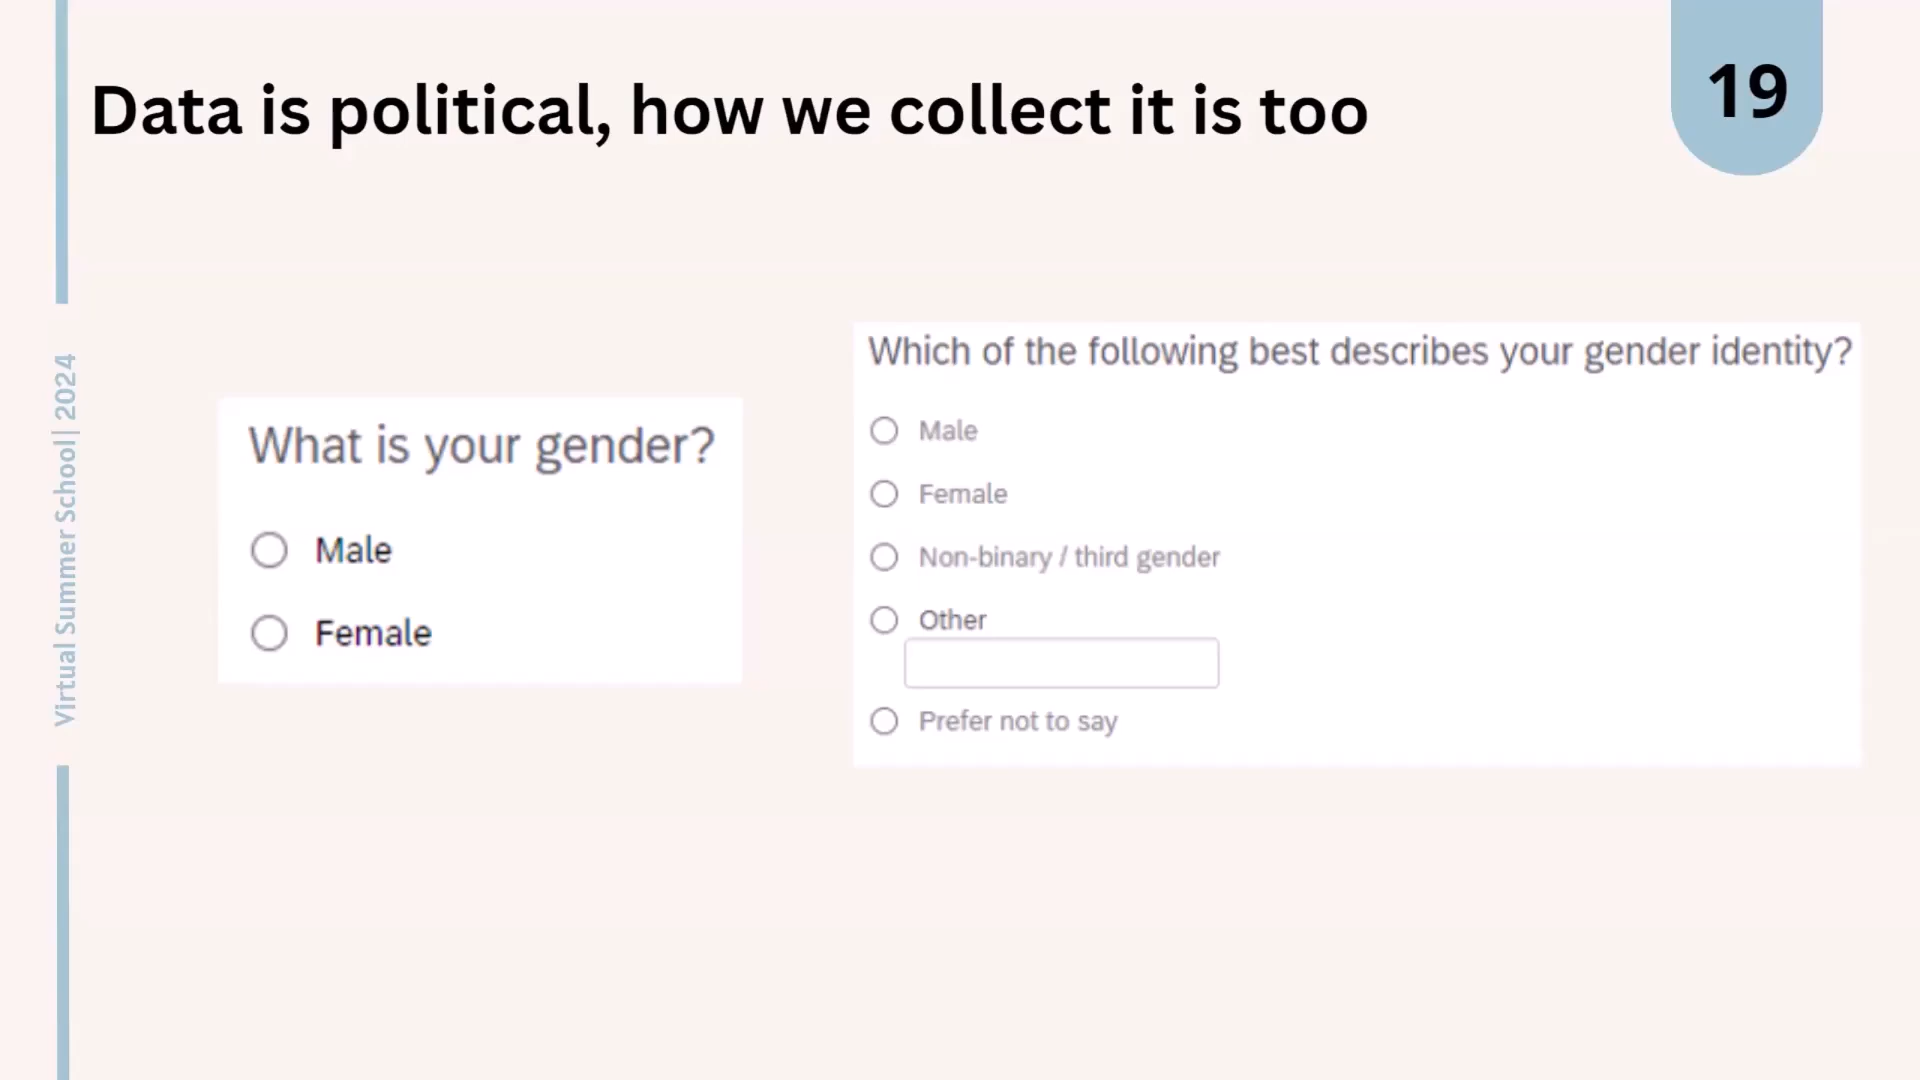 Data is political, how we collect it is too
19
Virtual Summer School| 2024
What is your gender?
Male
Female
Which of the following best describes your gender identity?
Male
Female
Non-binary / third gender
Other
Prefer not to say